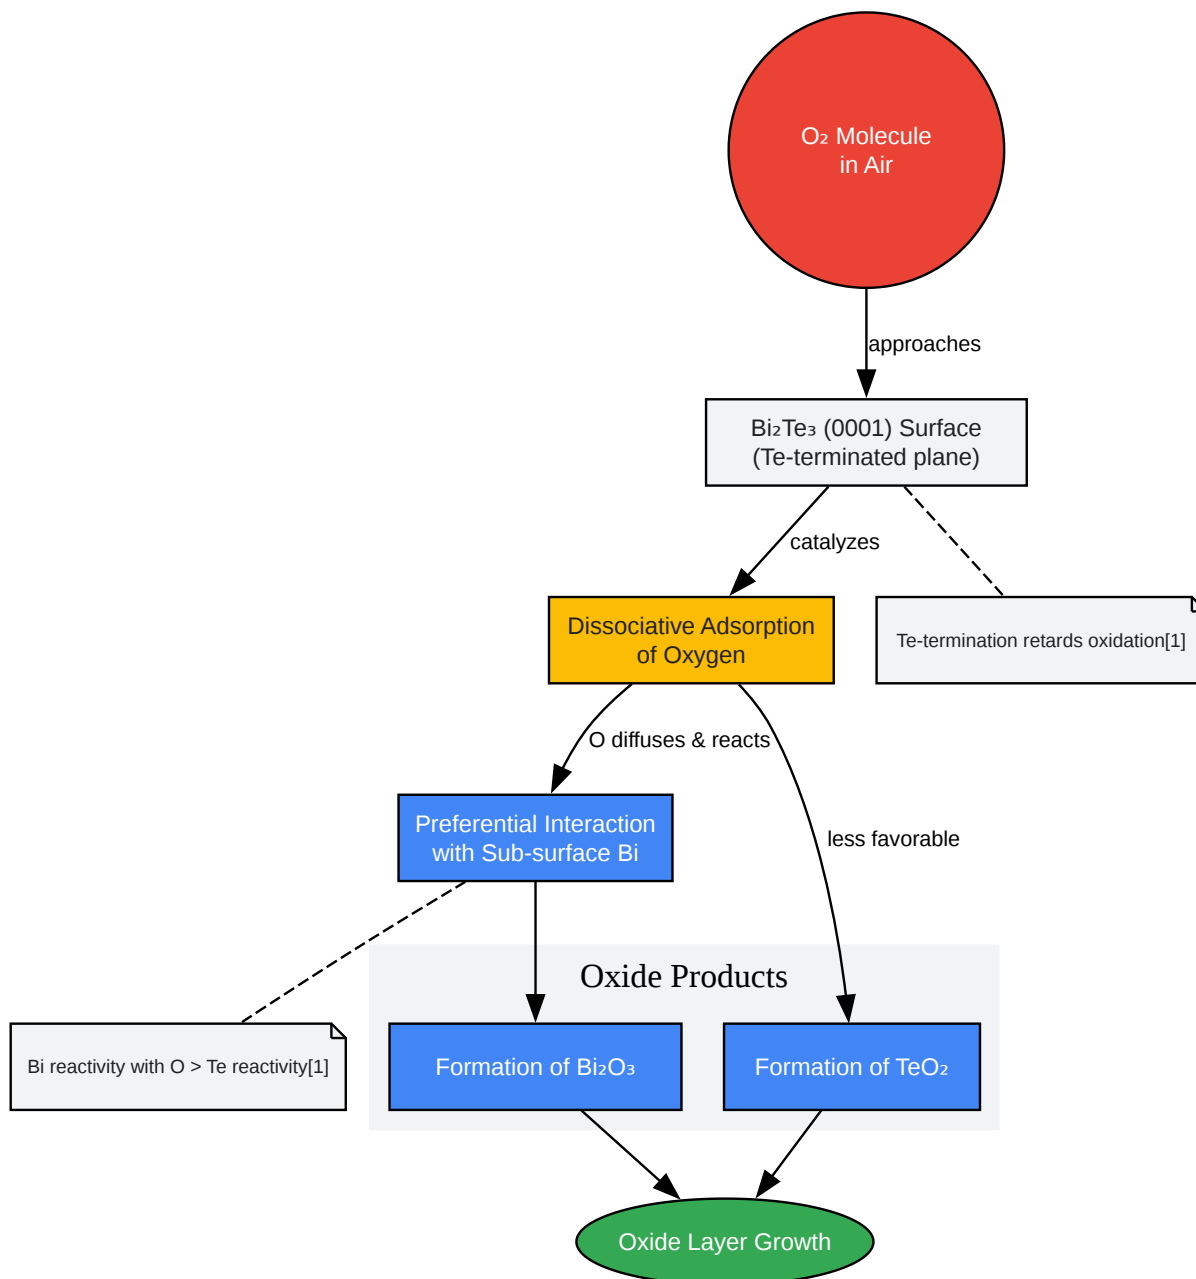 O₂ Molecule
in Air
approaches
Bi₂Te₃ (0001) Surface
(Te-terminated plane)
catalyzes
Dissociative Adsorption
of Oxygen
Te-termination retards oxidation[1]
O diffuses & reacts
Preferential Interaction
with Sub-surface Bi
less favorable
Oxide Products
Bi reactivity with O > Te reactivity[1]
Formation of Bi₂O₃
Formation of TeO₂
Oxide Layer Growth